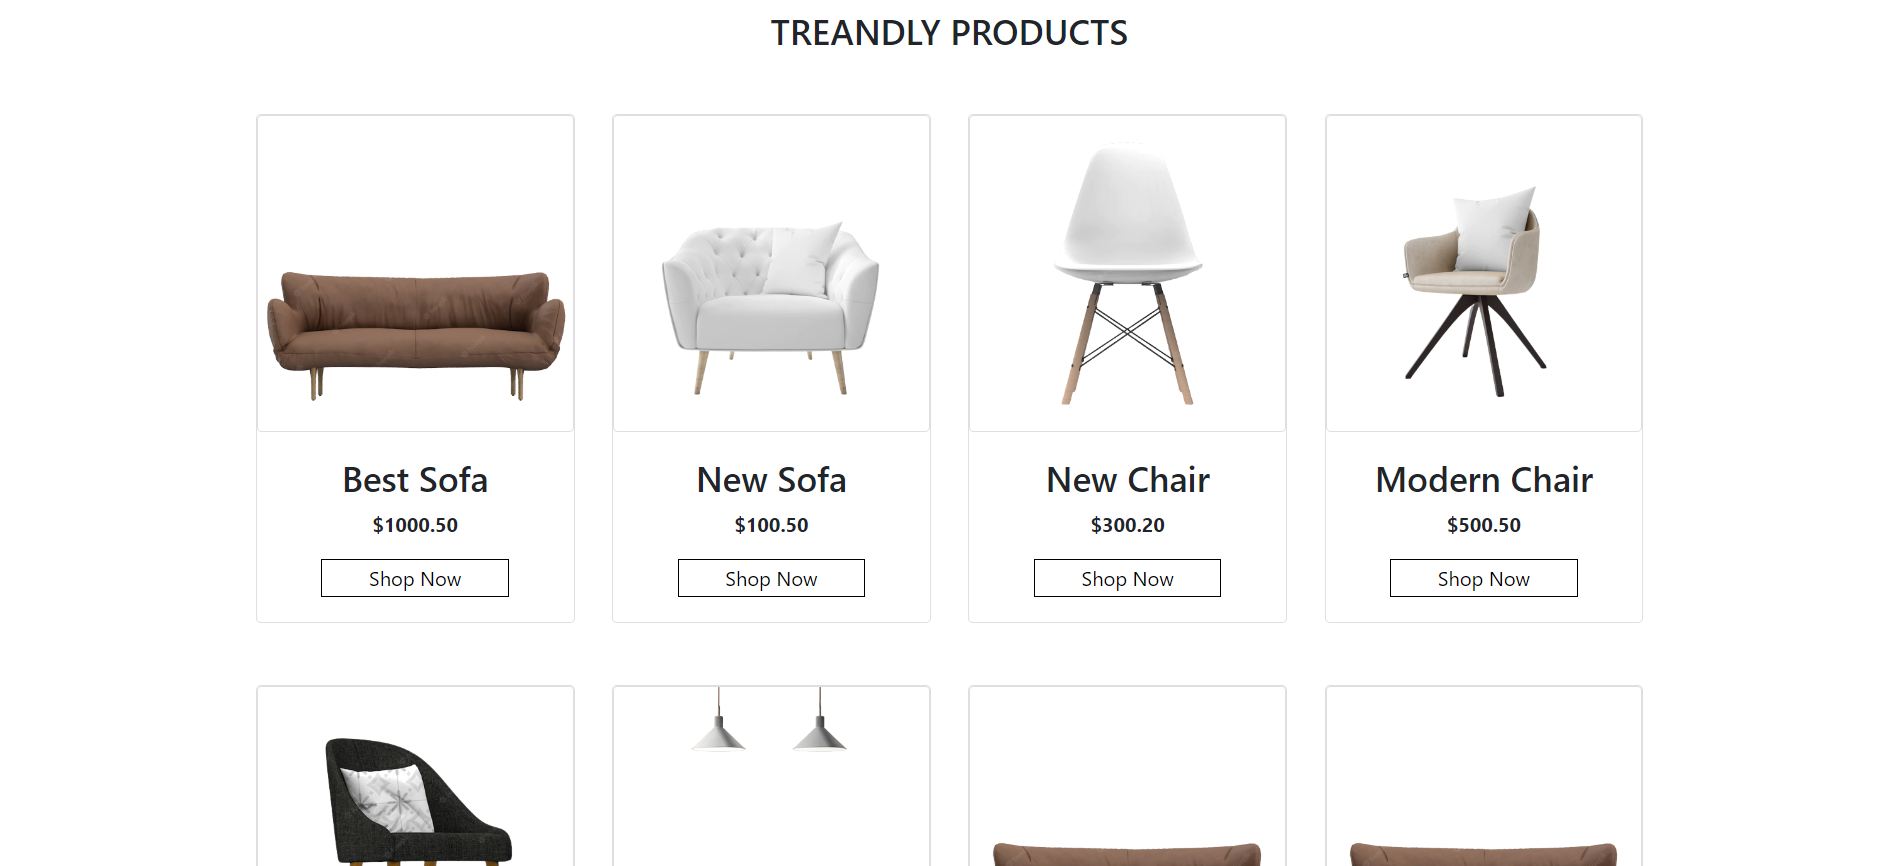 TREANDLY PRODUCTS
Best Sofa
$1000.50
Shop Now
New Sofa
$100.50
Shop Now
New Chair
$300.20
Shop Now
Modern Chair
$500.50
Shop Now